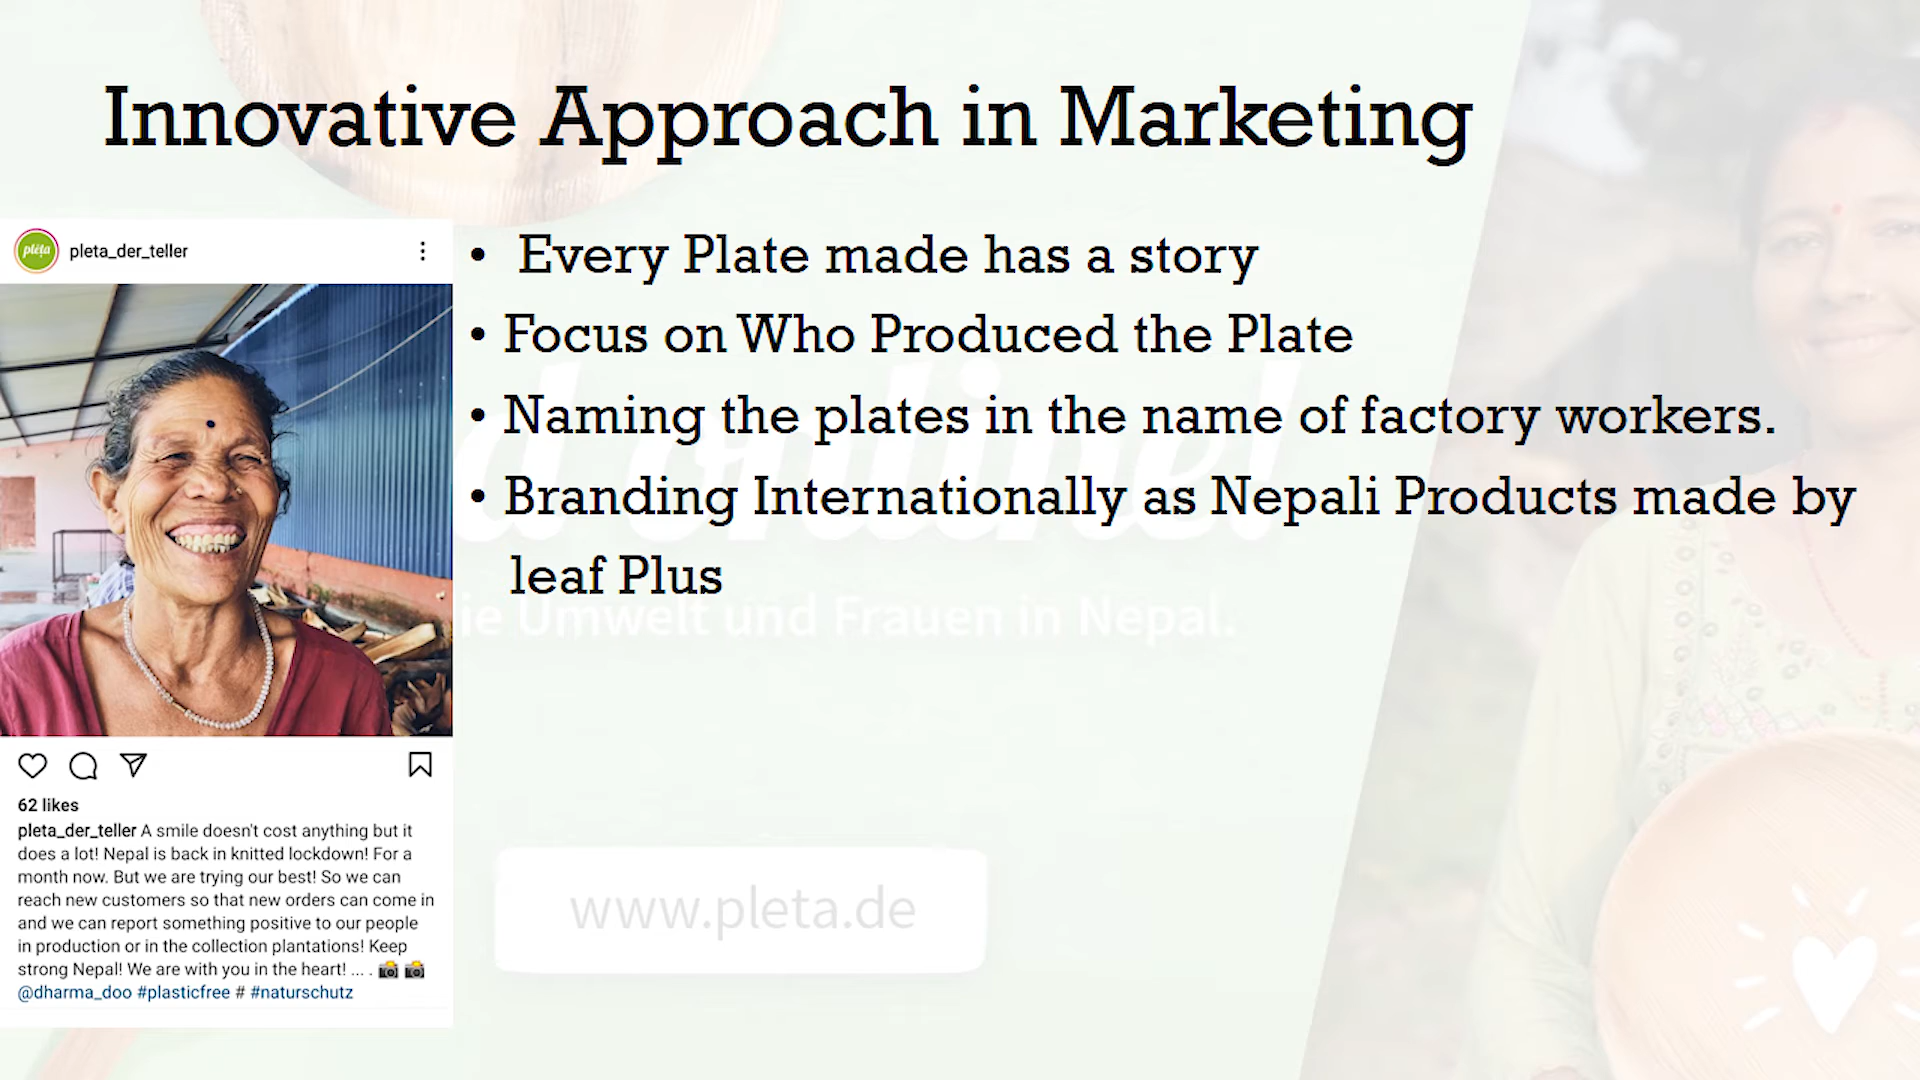 Innovative Approach in Marketing
pleta
pleta_der_teller
• Every Plate made has a story
• Focus on Who Produced the Plate
• Naming the plates in the name of factory workers.
• Branding Internationally as Nepali Products made by
leaf Plus
d online!
ie Umwelt und Frauen in Nepal.
www.pleta.de
62 likes
pleta_der_teller A smile doesn't cost anything but it
does a lot! Nepal is back in knitted lockdown! For a
month now. But we are trying our best! So we can
reach new customers so that new orders can come in
and we can report something positive to our people
in production or in the collection plantations! Keep
strong Nepal! We are with you in the heart! ... . 📷 📷
@dharma_doo #plasticfree # #naturschutz